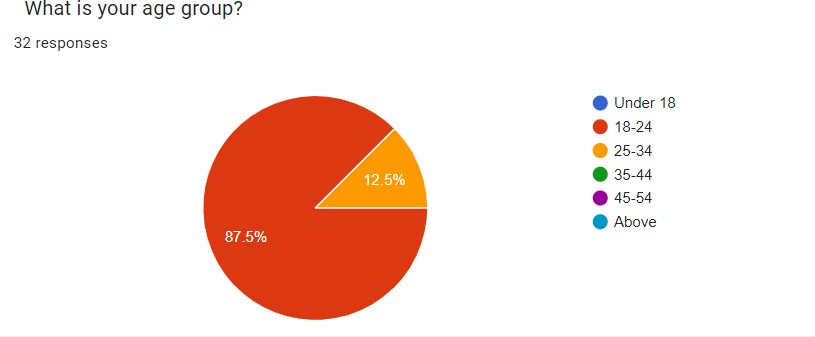 What is your age group?
32 responses
Under 18
18-24
25-34
35-44
45-54
Above
12.5%
87.5%